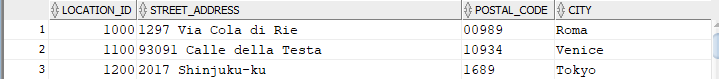 LOCATION_ID STREET_ADDRESS POSTAL_CODE CITY
1 1000 1297 Via Cola di Rie 00989 Roma
2 1100 93091 Calle della Testa 10934 Venice
3 1200 2017 Shinjuku-ku 1689 Tokyo